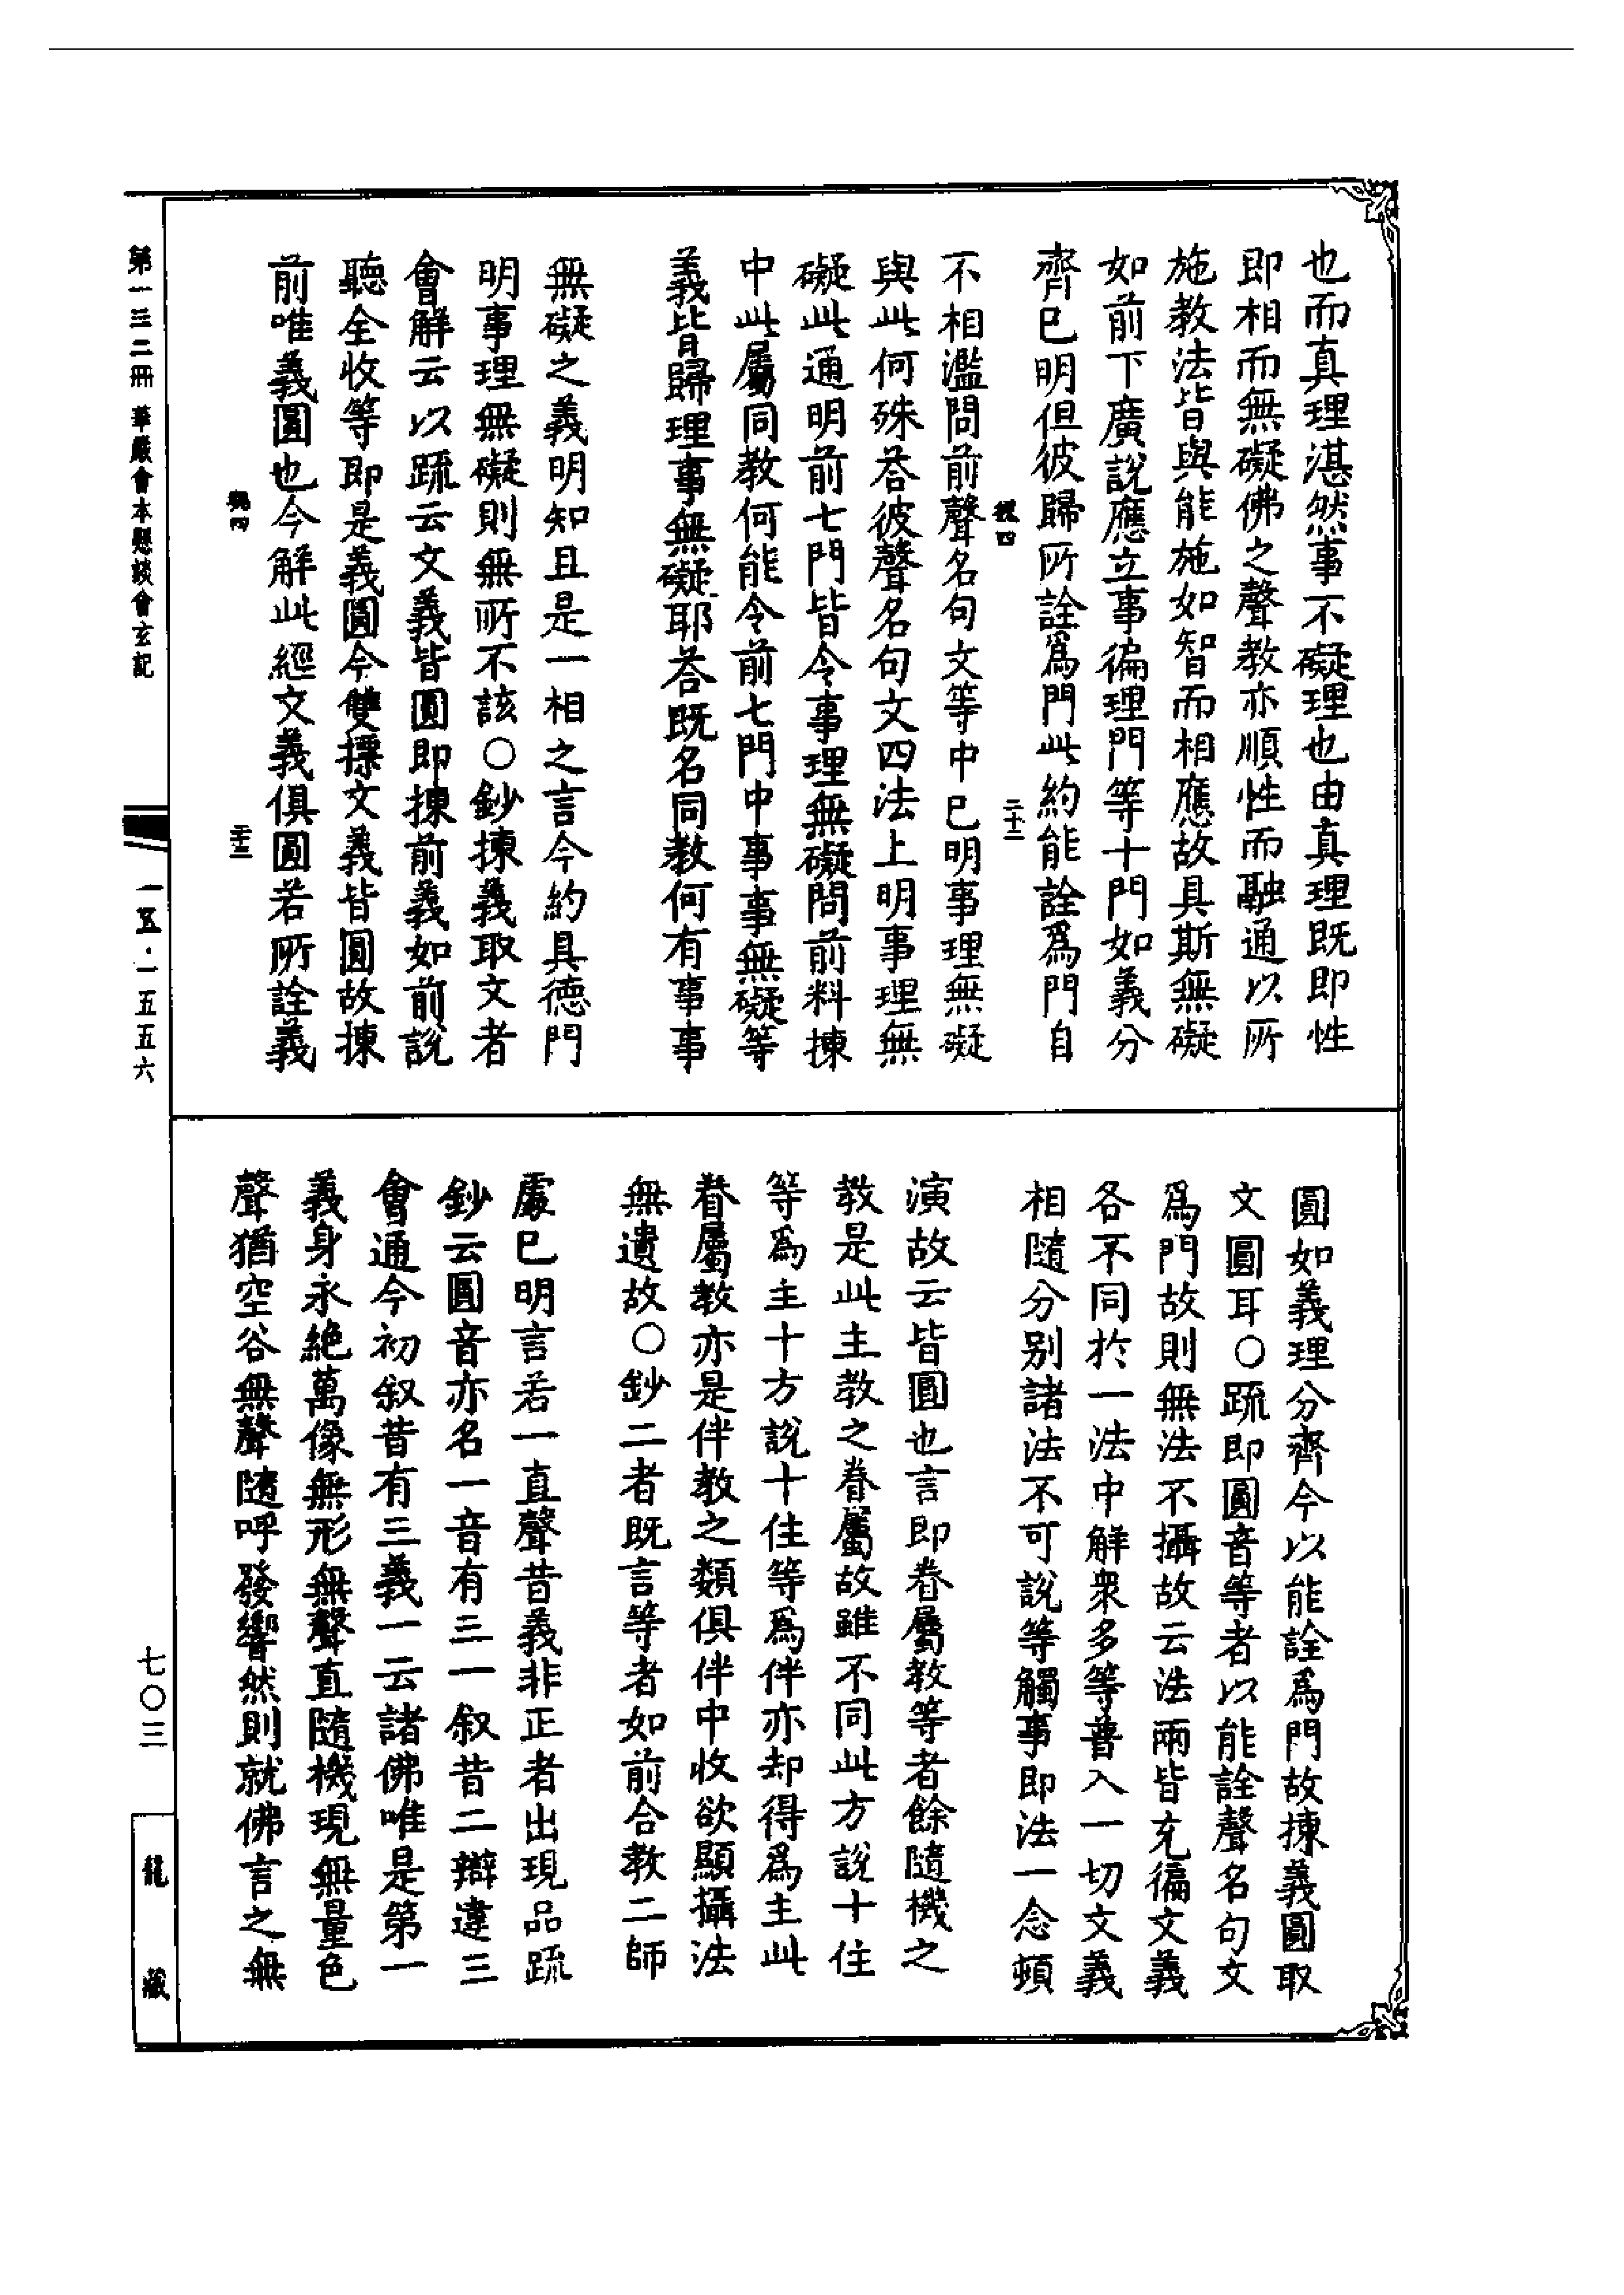 也而真理湛然事不礙理也由真理既即性
即相而無礙佛之聲教亦順性而融通以所
施教法皆與能施如智而相應故具斯無礙
如前下廣說應立事徧理門等十門如義分
齊巳明但彼歸所詮爲門此約能詮爲門自
二十二
不相濫問前聲名句文等中巳明事理無礙
與此何殊荅彼聲名句文四法上明事理無
礙此通明前七門皆令事理無礙問前料揀
中此屬同教何能令前七門中事事無礙等
義皆歸理事無礙耶荅既名同教何有事事
無礙之義明知且是一相之言今約具德門
明事理無礙則無所不該〇鈔揀義取文者
會解云以疏云文義皆圓即揀前義如前說
聽全收等即是義圓今雙摽文義皆圓故揀
前唯義圓也今解此經文義俱圓若所詮義
第一三二冊 華嚴會本懸談會玄記
一五·一五五六
圓如義理分齊今以能詮爲門故揀義圓取
文圓耳〇疏即圓音等者以能詮聲名句文
爲門故則無法不攝故云法兩皆充徧文義
各不同於一法中解衆多等普入一切文義
相隨分別諸法不可說等觸事即法一念頓
演故云皆圓也言即眷屬教等者餘隨機之
教是此主教之眷屬故雖不同此方說十住
等爲主十方說十住等爲伴亦却得爲主此
眷屬教亦是伴教之類俱伴中收欲顯攝法
無遺故〇鈔二者既言等者如前合教二師
處巳明言若一直聲昔義非正者出現品疏
鈔云圓音亦名一音有三一叙昔二辯違三
會通今初叙昔有三義一云諸佛唯是第一
義身永絕萬像無形無聲直隨機現無量色
聲猶空谷無聲隨呼發響然則就佛言之無
七〇三
龍藏